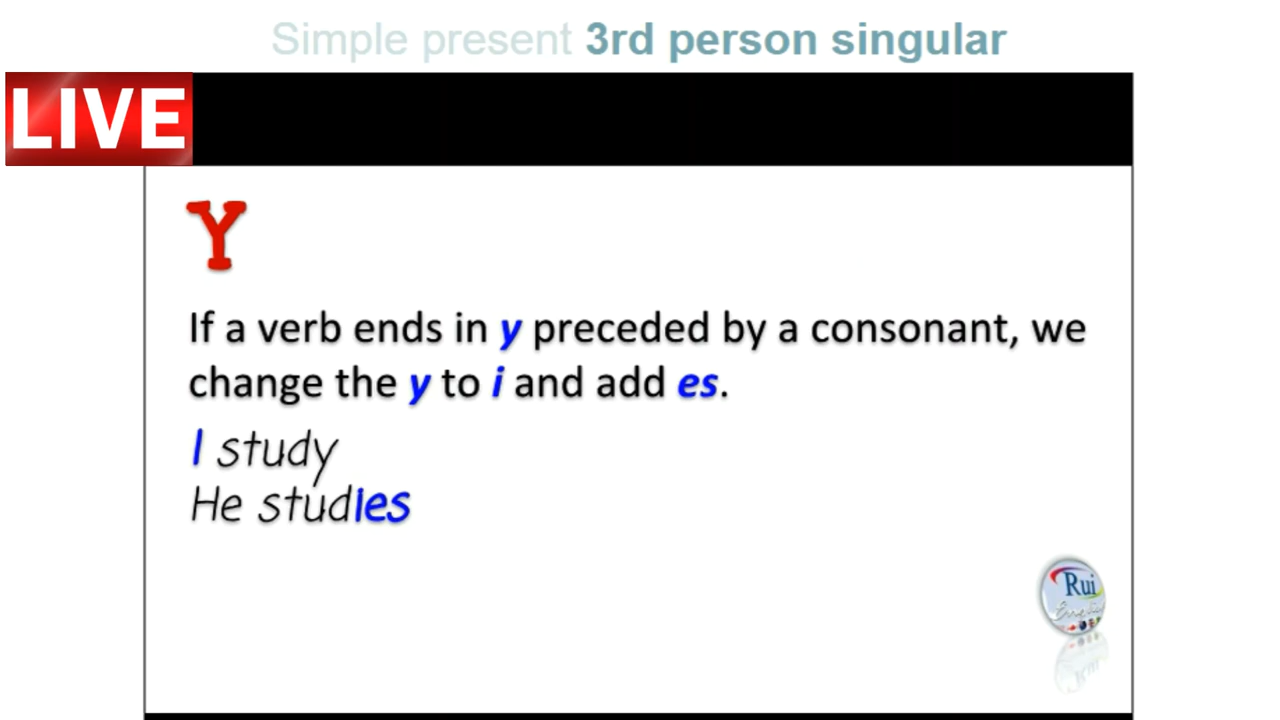 Simple present 3rd person singular
LIVE
Y
If a verb ends in y preceded by a consonant, we
change the y to i and add es.
I study
He studies
Rui
English